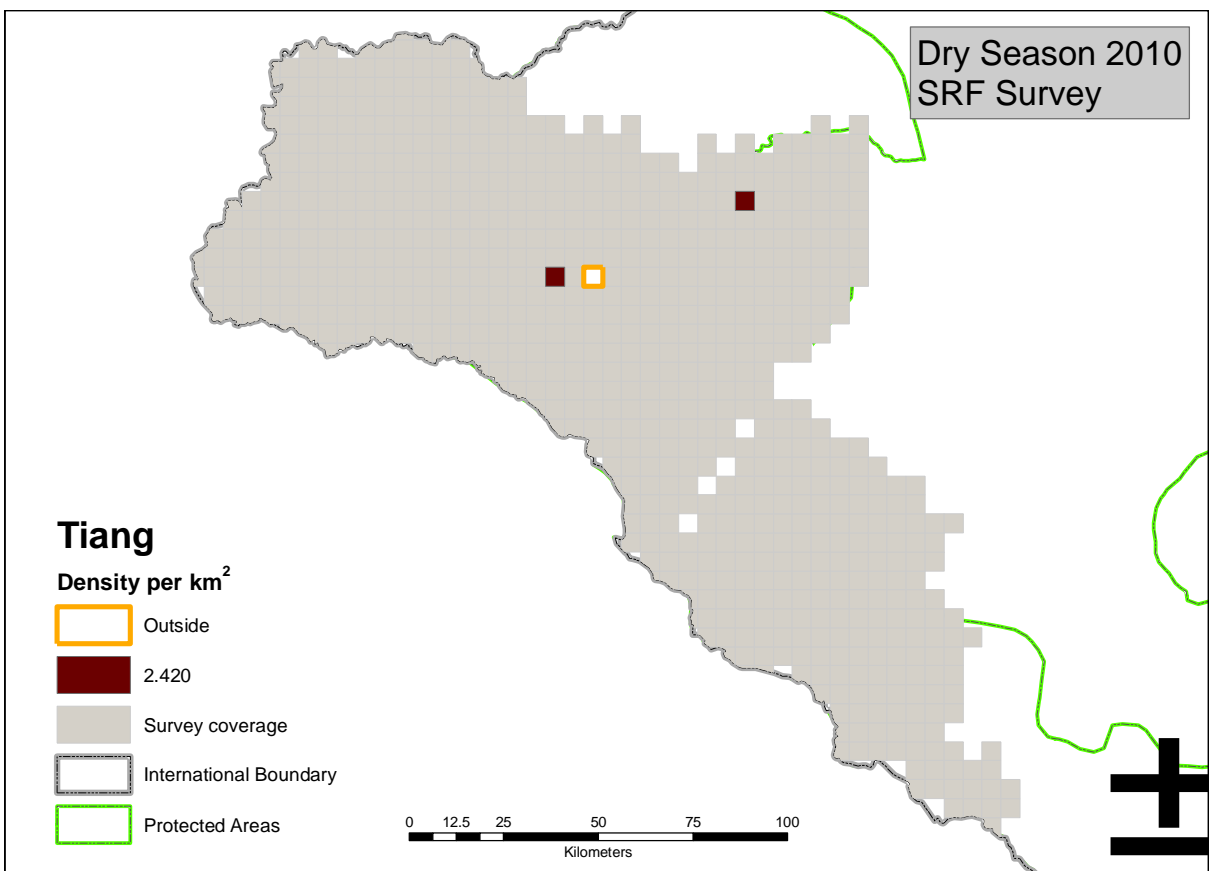 Dry Season 2010
SRF Survey
Tiang
Density per km²
Outside
2.420
Survey coverage
International Boundary
Protected Areas
0 12.5 25 50 75 100
Kilometers